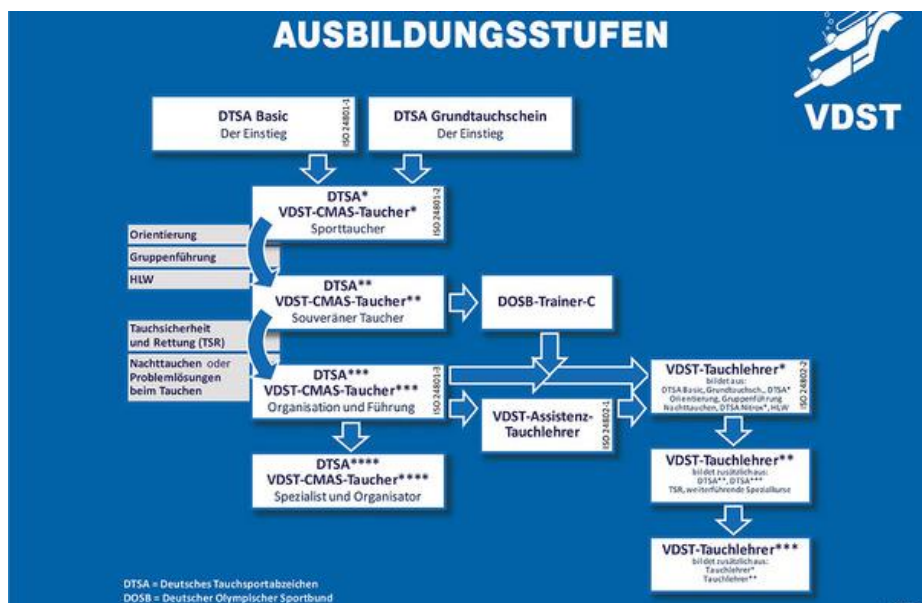 AUSBILDUNGSSTUFEN
VDST
DTSA Basic
Der Einstieg
ISO 24801-1
DTSA Grundtauchschein
Der Einstieg
DTSA*
VDST-CMAS-Taucher*
Sporttaucher
ISO 24801-2
Orientierung
Gruppenführung
HLW
DTSA**
VDST-CMAS-Taucher**
Souveräner Taucher
DOSB-Trainer-C
Tauchsicherheit
und Rettung (TSR)
Nachttauchen oder
Problemlösungen
beim Tauchen
DTSA***
VDST-CMAS-Taucher***
Organisation und Führung
ISO 24801-3
VDST-Assistenz-
Tauchlehrer
ISO 24802-1
VDST-Tauchlehrer*
bildet aus:
DTSA Basic, Grundtauchsch., DTSA*
Orientierung, Gruppenführung
Nachttauchen, DTSA Nitrox*, HLW
ISO 24802-2
DTSA****
VDST-CMAS-Taucher****
Spezialist und Organisator
VDST-Tauchlehrer**
bildet zusätzlich aus:
DTSA**, DTSA***
TSR, weiterführende Spezialkurse
VDST-Tauchlehrer***
bildet zusätzlich aus:
Tauchlehrer*
Tauchlehrer**
DTSA = Deutsches Tauchsportabzeichen
DOSB = Deutscher Olympischer Sportbund